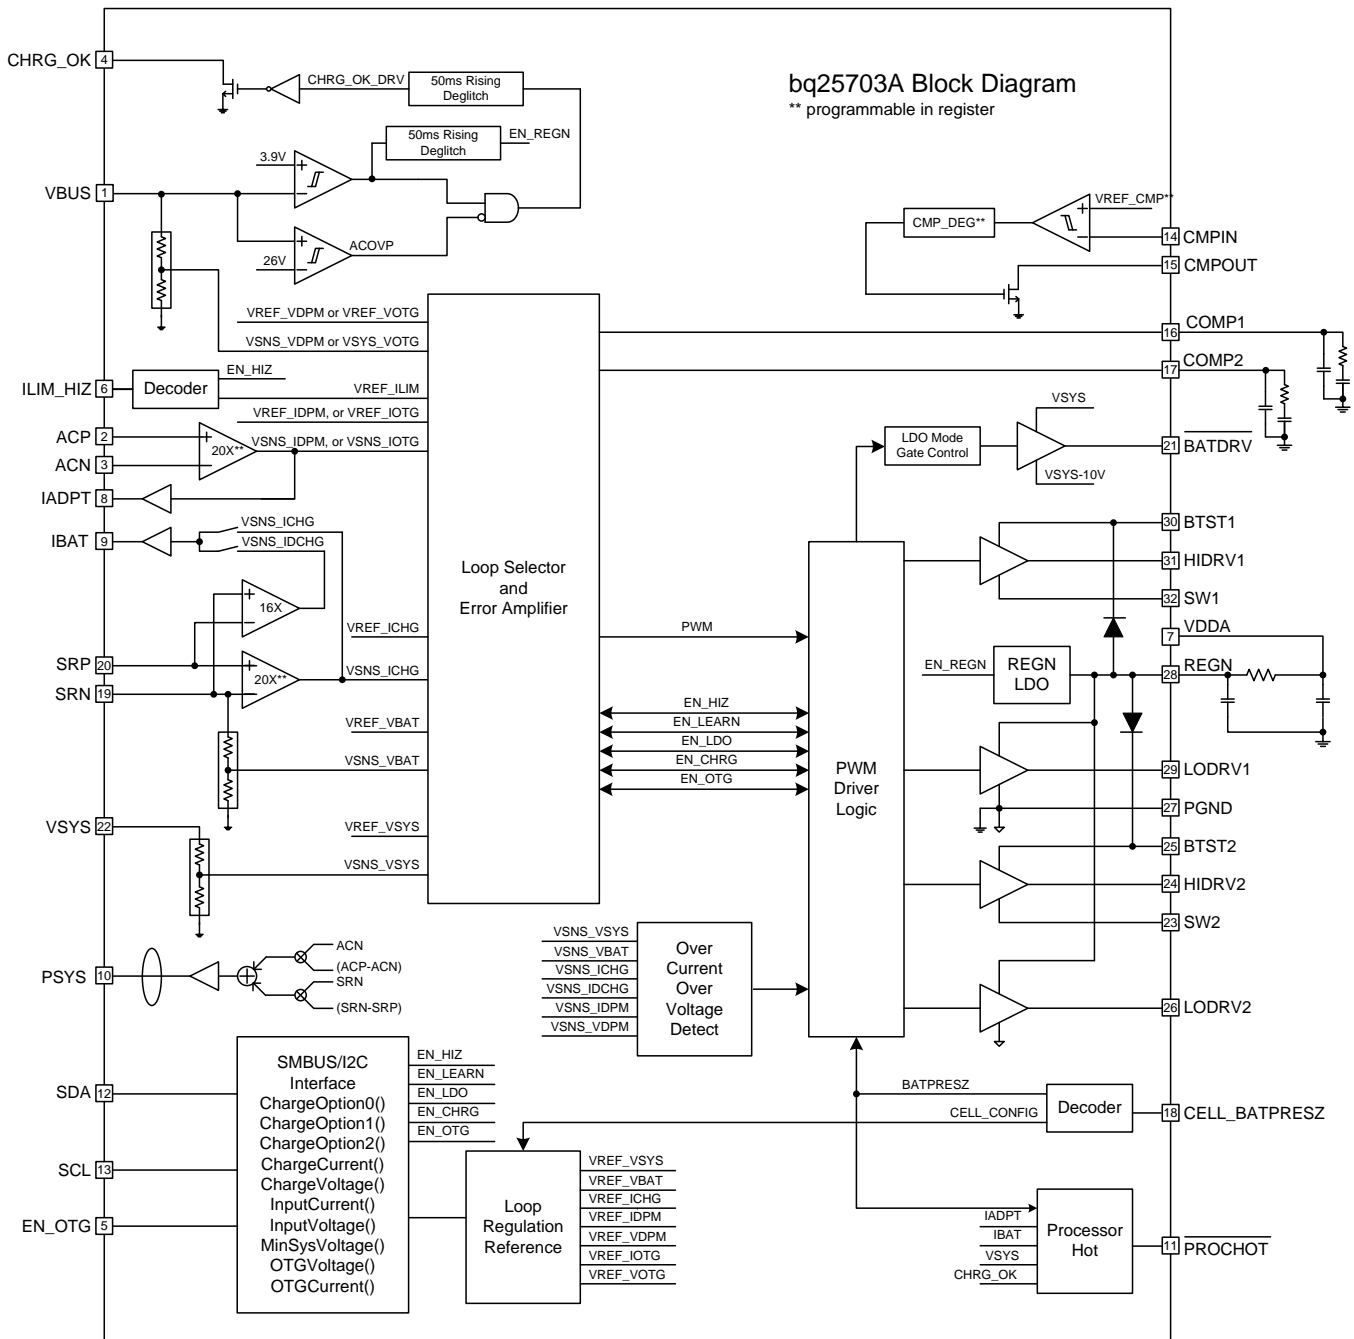 bq25703A Block Diagram
** programmable in register
CHRG_OK
4
CHRG_OK_DRV
50ms Rising
Deglitch
50ms Rising
Deglitch
EN_REGN
VBUS
1
3.9V
+
−
+
−
26V
ACOVP
CMP_DEG**
VREF_CMP**
+
−
14
CMPIN
15
CMPOUT
16
COMP1
17
COMP2
VREF_VDPM or VREF_VOTG
VSNS_VDPM or VSYS_VOTG
ILIM_HIZ
6
Decoder
EN_HIZ
VREF_ILIM
VREF_IDPM, or VREF_IOTG
VSNS_IDPM, or VSNS_IOTG
ACP
2
ACN
3
+
−
20X**
IADPT
8
IBAT
9
VSNS_ICHG
VSNS_IDCHG
+
−
16X
VREF_ICHG
SRP
20
SRN
19
+
−
20X**
VSNS_ICHG
VREF_VBAT
VSNS_VBAT
VSYS
22
VREF_VSYS
VSNS_VSYS
Loop Selector
and
Error Amplifier
PWM
EN_HIZ
EN_LEARN
EN_LDO
EN_CHRG
EN_OTG
PWM
Driver
Logic
LDO Mode
Gate Control
VSYS
VSYS-10V
21
BATDRV
30
BTST1
31
HIDRV1
32
SW1
7
VDDA
EN_REGN
REGN
LDO
28
REGN
29
LODRV1
27
PGND
25
BTST2
24
HIDRV2
23
SW2
26
LODRV2
PSYS
10
+
ACN
(ACP-ACN)
SRN
(SRN-SRP)
VSNS_VSYS
VSNS_VBAT
VSNS_ICHG
VSNS_IDCHG
VSNS_IDPM
VSNS_VDPM
Over
Current
Over
Voltage
Detect
SDA
12
SCL
13
EN_OTG
5
SMBUS/I2C
Interface
ChargeOption0()
ChargeOption1()
ChargeOption2()
ChargeCurrent()
ChargeVoltage()
InputCurrent()
InputVoltage()
MinSysVoltage()
OTGVoltage()
OTGCurrent()
EN_HIZ
EN_LEARN
EN_LDO
EN_CHRG
EN_OTG
Loop
Regulation
Reference
VREF_VSYS
VREF_VBAT
VREF_ICHG
VREF_IDPM
VREF_VDPM
VREF_IOTG
VREF_VOTG
BATPRESZ
CELL_CONFIG
Decoder
18
CELL_BATPRESZ
IADPT
IBAT
VSYS
CHRG_OK
Processor
Hot
11
PROCHOT